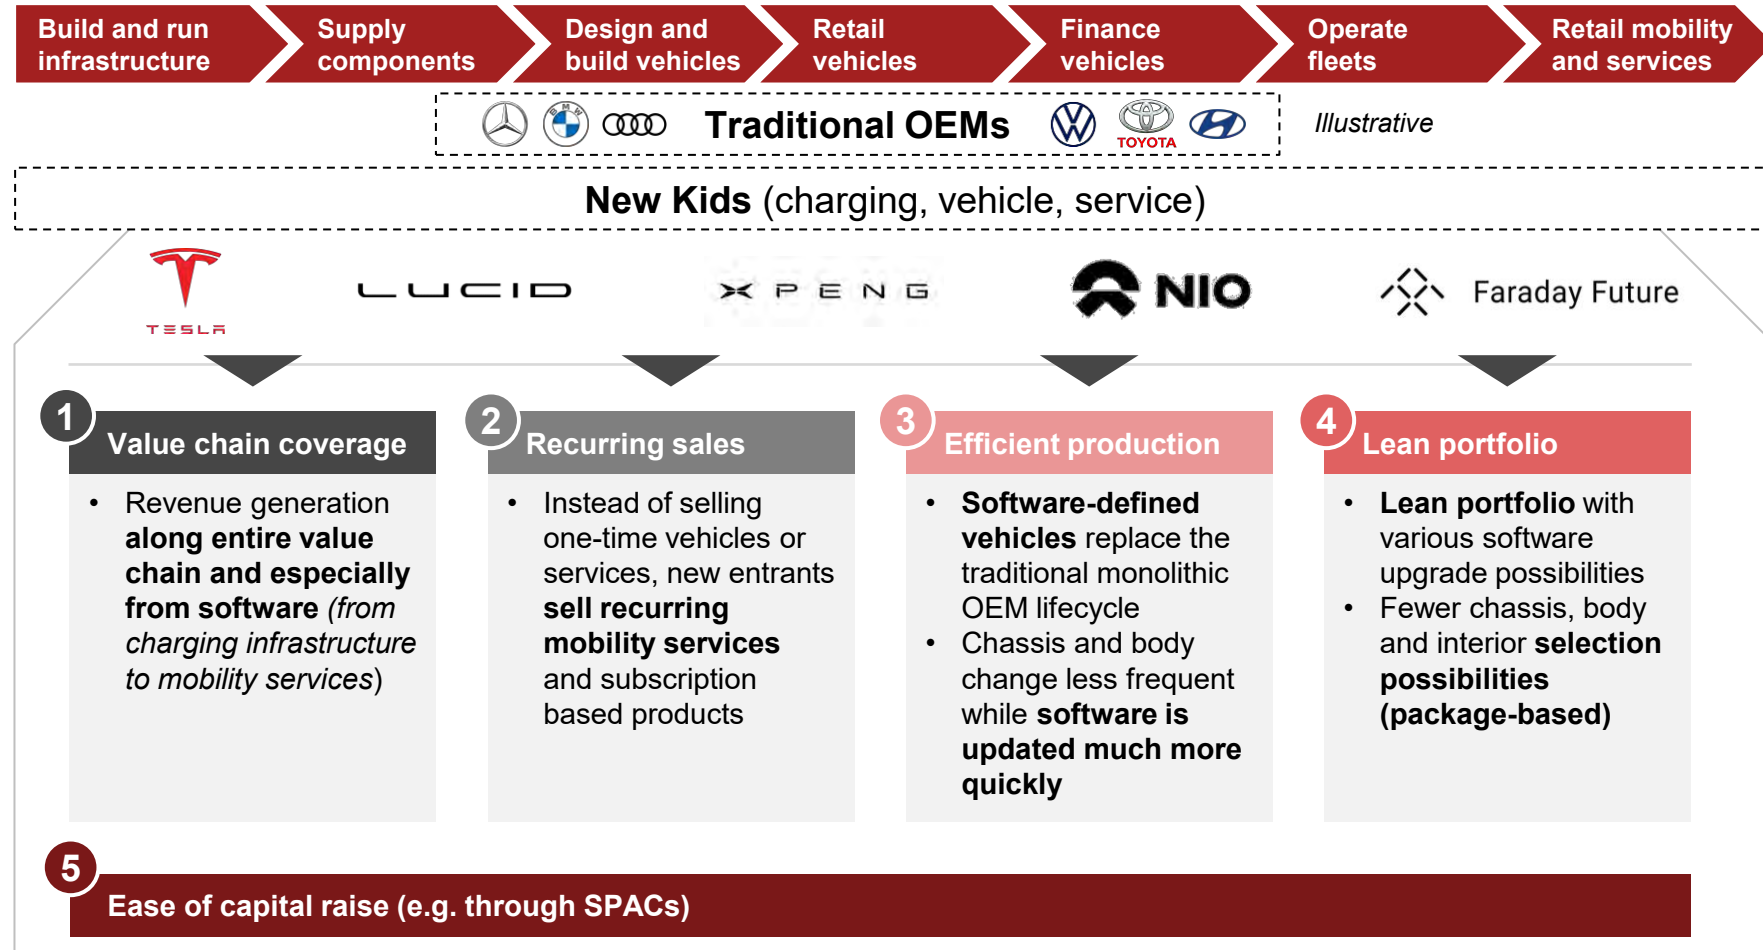 Build and run
infrastructure
Supply
components
Design and
build vehicles
Retail
vehicles
Finance
vehicles
Operate
fleets
Retail mobility
and services
BMW
Traditional OEMs
TOYOTA
Illustrative
New Kids (charging, vehicle, service)
TESLA
LUCID
XPENG
NIO
Faraday Future
1
Value chain coverage
• Revenue generation
along entire value
chain and especially
from software (from
charging infrastructure
to mobility services)
2
Recurring sales
• Instead of selling
one-time vehicles or
services, new entrants
sell recurring
mobility services
and subscription
based products
3
Efficient production
• Software-defined
vehicles replace the
traditional monolithic
OEM lifecycle
• Chassis and body
change less frequent
while software is
updated much more
quickly
4
Lean portfolio
• Lean portfolio with
various software
upgrade possibilities
• Fewer chassis, body
and interior selection
possibilities
(package-based)
5
Ease of capital raise (e.g. through SPACs)